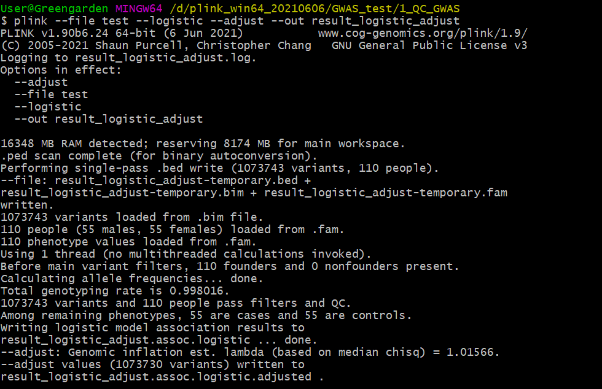 User@Greengarden MINGW64 /d/plink_win64_20210606/GWAS_test/1_QC_GWAS
$ plink --file test --logistic --adjust --out result_logistic_adjust
PLINK v1.90b6.24 64-bit (6 Jun 2021) www.cog-genomics.org/plink/1.9/
(C) 2005-2021 Shaun Purcell, Christopher Chang GNU General Public License v3
Logging to result_logistic_adjust.log.
Options in effect:
--adjust
--file test
--logistic
--out result_logistic_adjust
16348 MB RAM detected; reserving 8174 MB for main workspace.
.ped scan complete (for binary autoconversion).
Performing single-pass .bed write (1073743 variants, 110 people).
--file: result_logistic_adjust-temporary.bed +
result_logistic_adjust-temporary.bim + result_logistic_adjust-temporary.fam
written.
1073743 variants loaded from .bim file.
110 people (55 males, 55 females) loaded from .fam.
110 phenotype values loaded from .fam.
Using 1 thread (no multithreaded calculations invoked).
Before main variant filters, 110 founders and 0 nonfounders present.
Calculating allele frequencies... done.
Total genotyping rate is 0.998016.
1073743 variants and 110 people pass filters and QC.
Among remaining phenotypes, 55 are cases and 55 are controls.
Writing logistic model association results to
result_logistic_adjust.assoc.logistic ... done.
--adjust: Genomic inflation est. lambda (based on median chisq) = 1.01566.
--adjust values (1073730 variants) written to
result_logistic_adjust.assoc.logistic.adjusted .